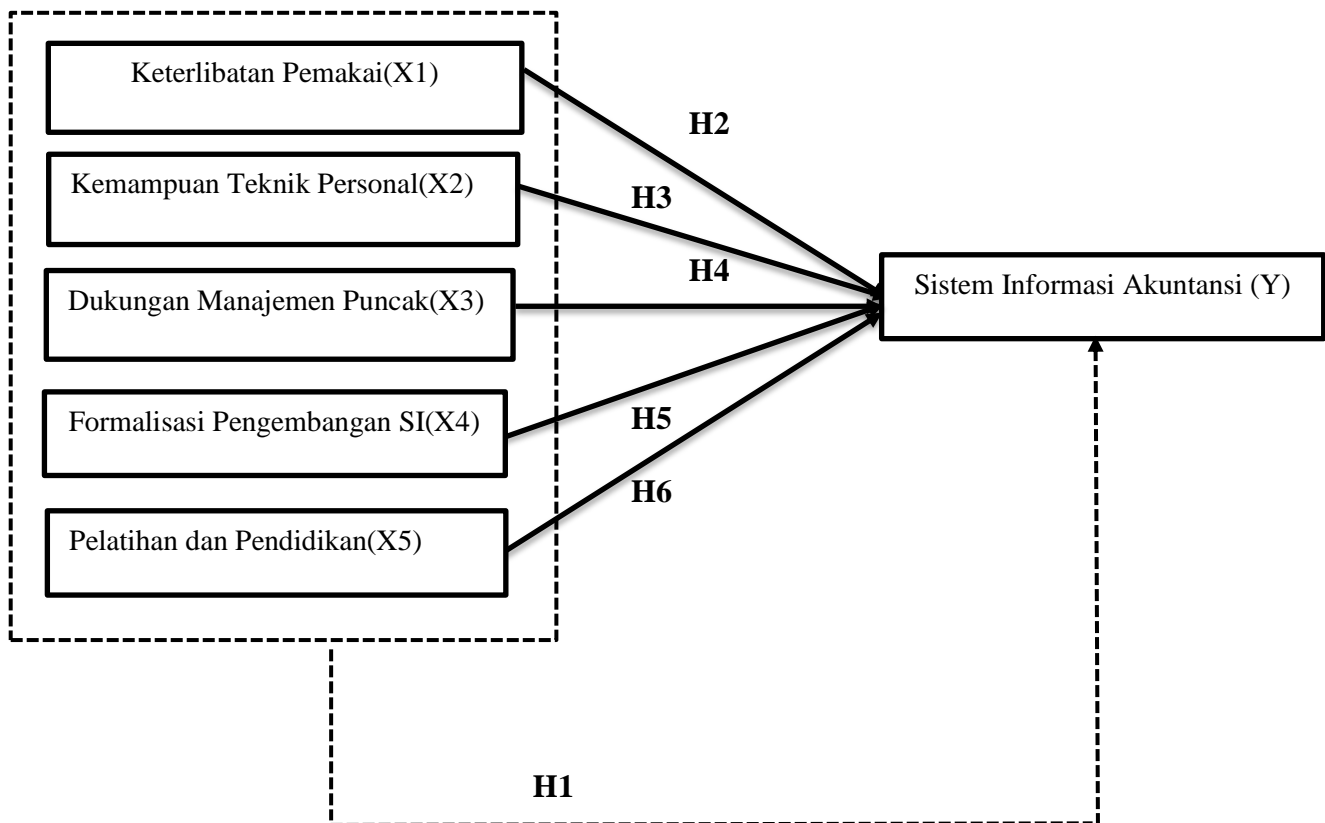 Keterlibatan Pemakai(X1)
H2
Kemampuan Teknik Personal(X2)
H3
H4
Dukungan Manajemen Puncak(X3)
Sistem Informasi Akuntansi (Y)
Formalisasi Pengembangan SI(X4)
H5
H6
Pelatihan dan Pendidikan(X5)
H1